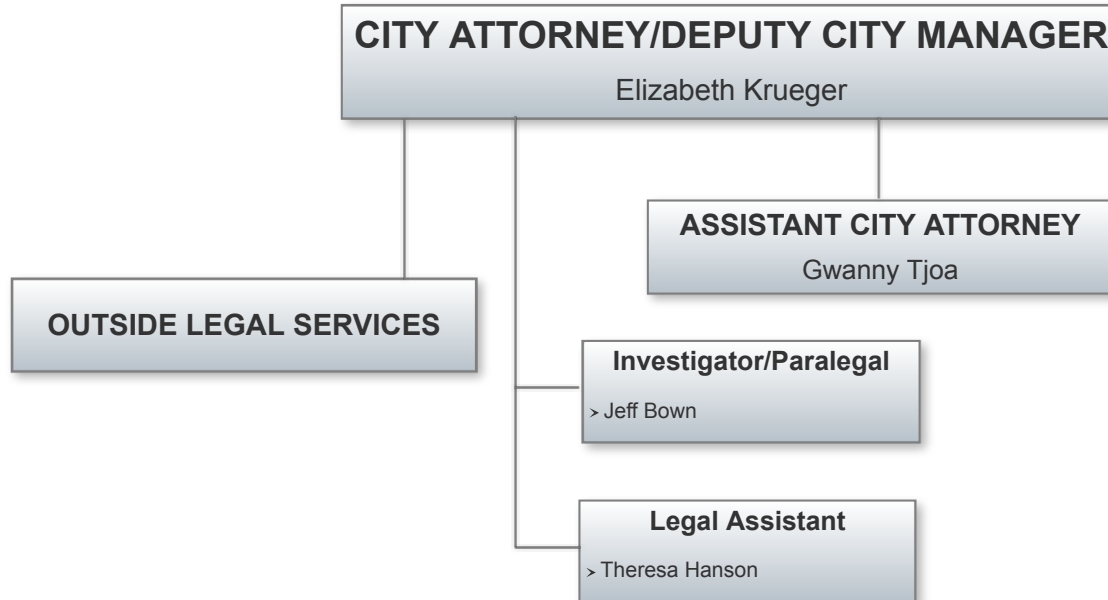 CITY ATTORNEY/DEPUTY CITY MANAGER
Elizabeth Krueger
ASSISTANT CITY ATTORNEY
Gwanny Tjoa
OUTSIDE LEGAL SERVICES
Investigator/Paralegal
> Jeff Bown
Legal Assistant
> Theresa Hanson